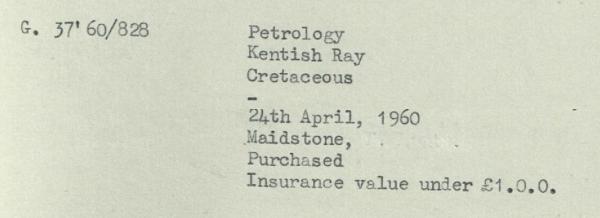 G. 37'60/828
Petrology
Kentish Ray
Cretaceous
–
24th April, 1960
Maidstone,
Purchased
Insurance value under £1.0.0.